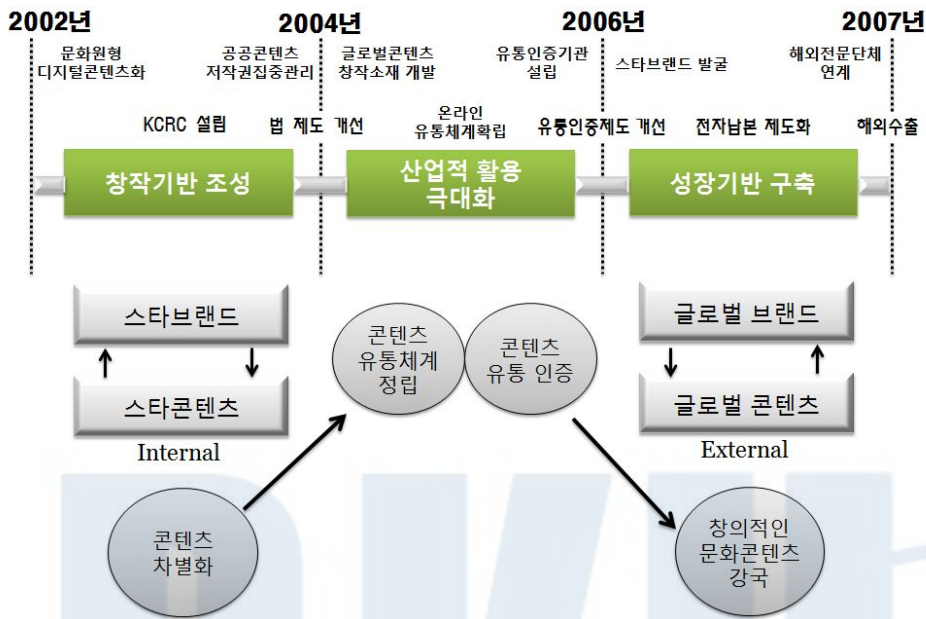 2002년
2004년
2006년
2007년
문화원형
디지털콘텐츠화
공공콘텐츠
저작권집중관리
글로벌콘텐츠
창작소재 개발
유통인증기관
설립
스타브랜드 발굴
해외전문단체
연계
KCRC 설립
법 제도 개선
온라인
유통체계확립
유통인증제도 개선
전자납본 제도화
해외수출
창작기반 조성
산업적 활용
극대화
성장기반 구축
스타브랜드
스타콘텐츠
Internal
콘텐츠
유통체계
정립
콘텐츠
유통 인증
글로벌 브랜드
글로벌 콘텐츠
External
콘텐츠
차별화
창의적인
문화콘텐츠
강국